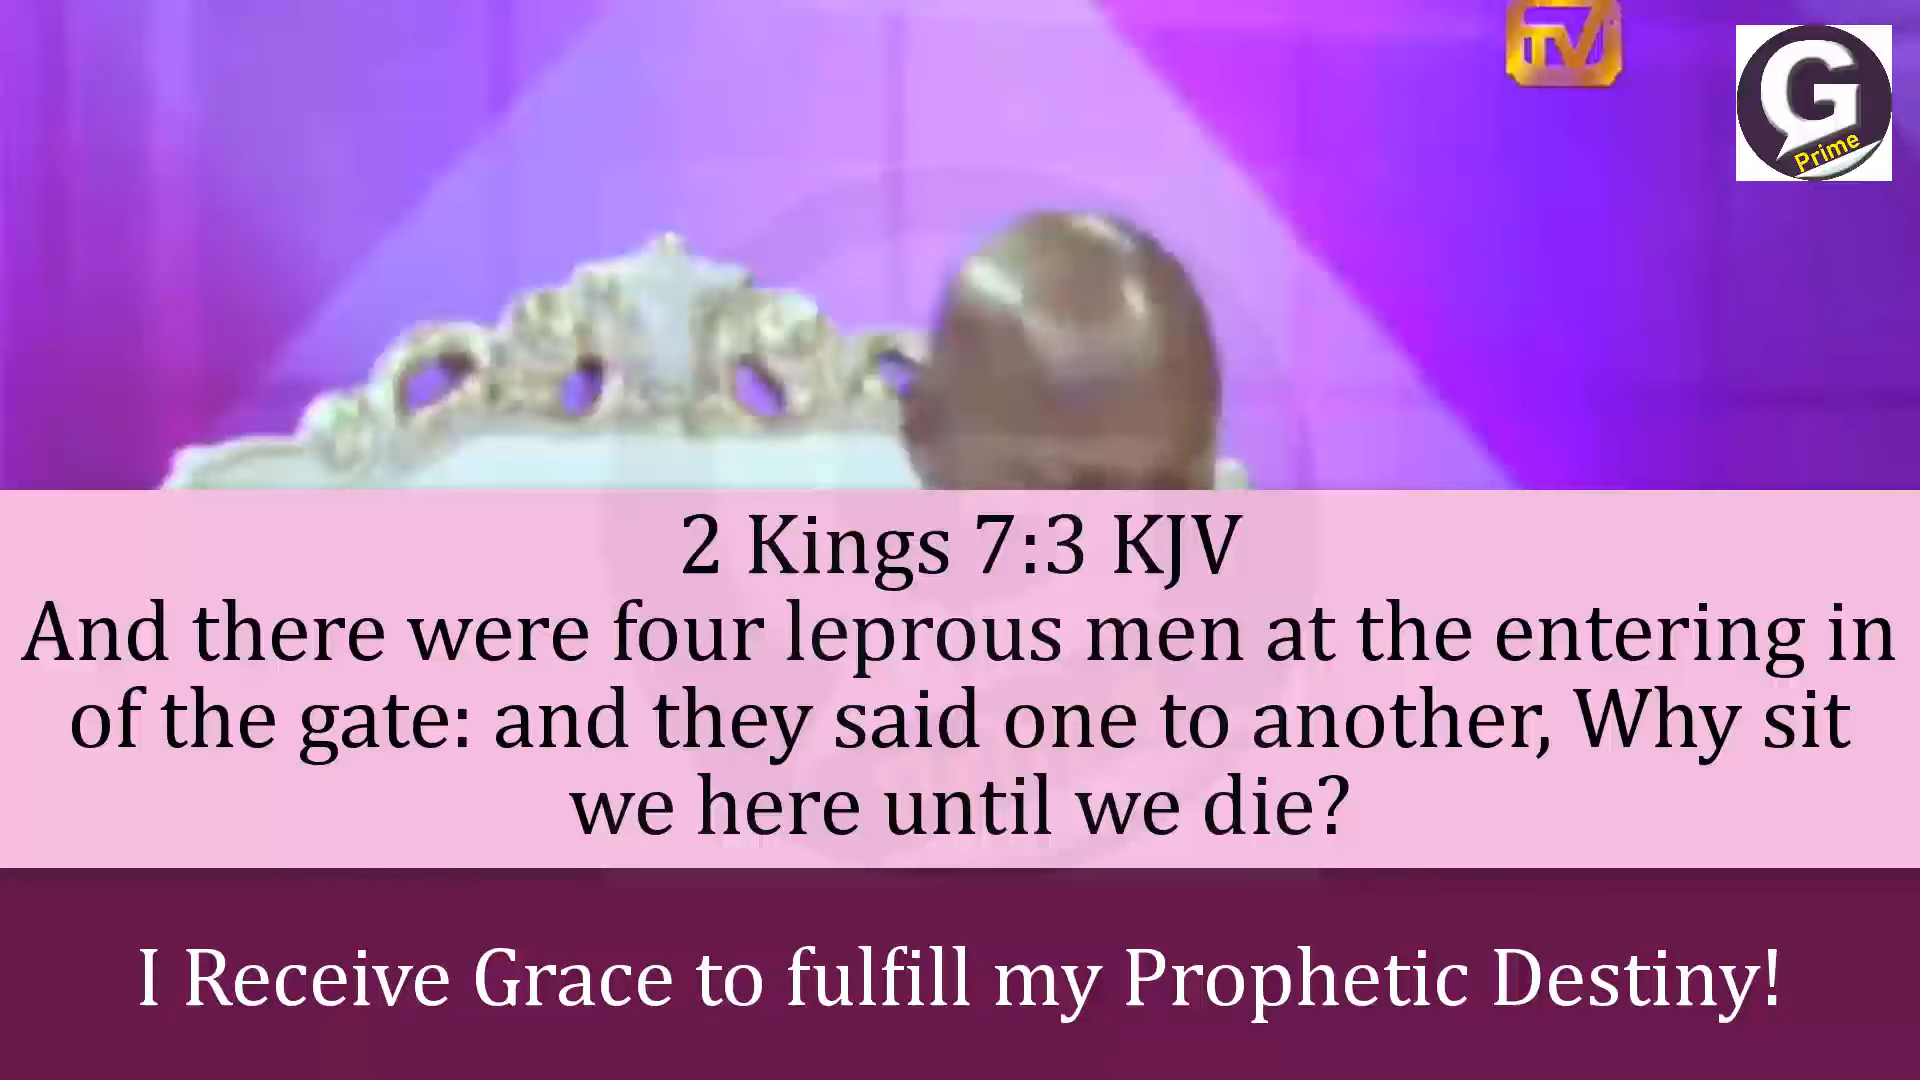 TV
G
Prime
2 Kings 7:3 KJV
And there were four leprous men at the entering in
of the gate: and they said one to another, Why sit
we here until we die?
I Receive Grace to fulfill my Prophetic Destiny!